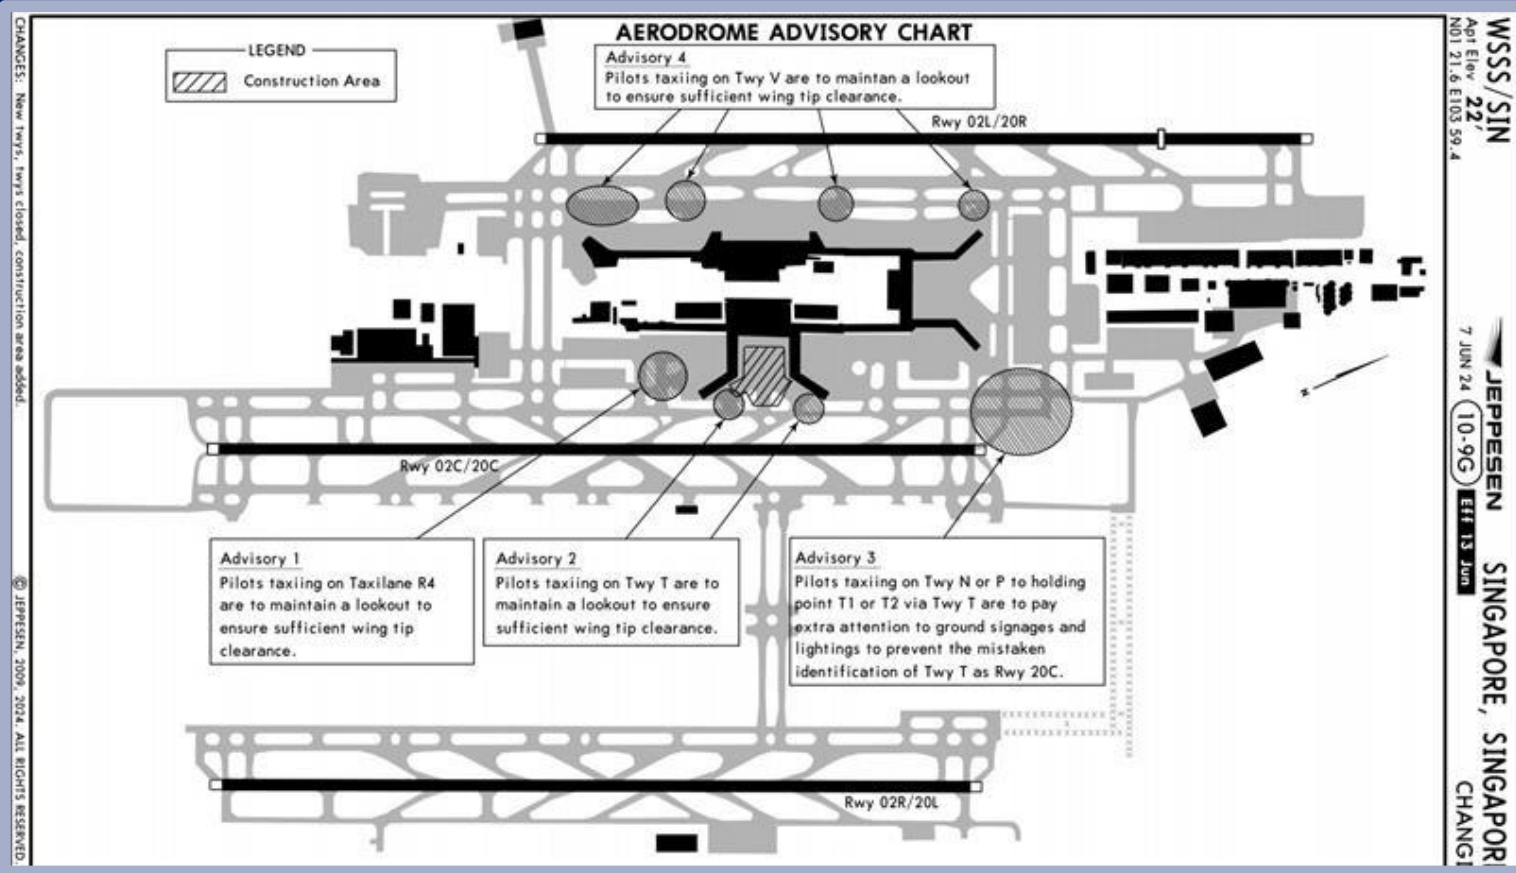 AERODROME ADVISORY CHART
LEGEND
Construction Area
Advisory 4
Pilots taxiing on Twy V are to maintan a lookout
to ensure sufficient wing tip clearance.
Rwy 02L/20R
Rwy 02C/20C
Advisory 1
Pilots taxiing on Taxilane R4
are to maintain a lookout to
ensure sufficient wing tip
clearance.
Advisory 2
Pilots taxiing on Twy T are to
maintain a lookout to ensure
sufficient wing tip clearance.
Advisory 3
Pilots taxiing on Twy N or P to holding
point T1 or T2 via Twy T are to pay
extra attention to ground signages and
lightings to prevent the mistaken
identification of Twy T as Rwy 20C.
Rwy 02R/20L
WSSS/SIN
Apt Elev 22'
N01 21.6 E103 59.4
JEPPESEN
7 JUN 24 10-9G Eff 13 Jun
SINGAPORE, SINGAPOR
CHANGI
CHANGES: New twys, twys closed, construction area added.
© JEPPESEN, 2009, 2024. ALL RIGHTS RESERVED.